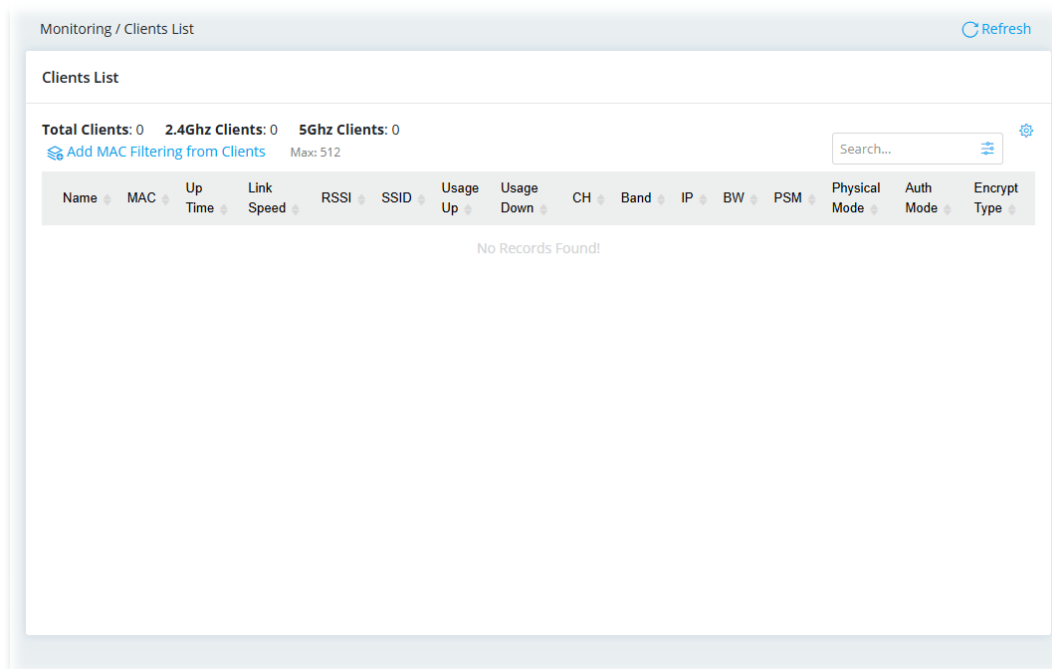 Monitoring / Clients List
Refresh
Clients List
Total Clients: 0 2.4Ghz Clients: 0 5Ghz Clients: 0
Add MAC Filtering from Clients Max: 512
Search...
Name MAC Up Time Link Speed RSSI SSID Usage Up Usage Down CH Band IP BW PSM Physical Mode Auth Mode Encrypt Type
No Records Found!